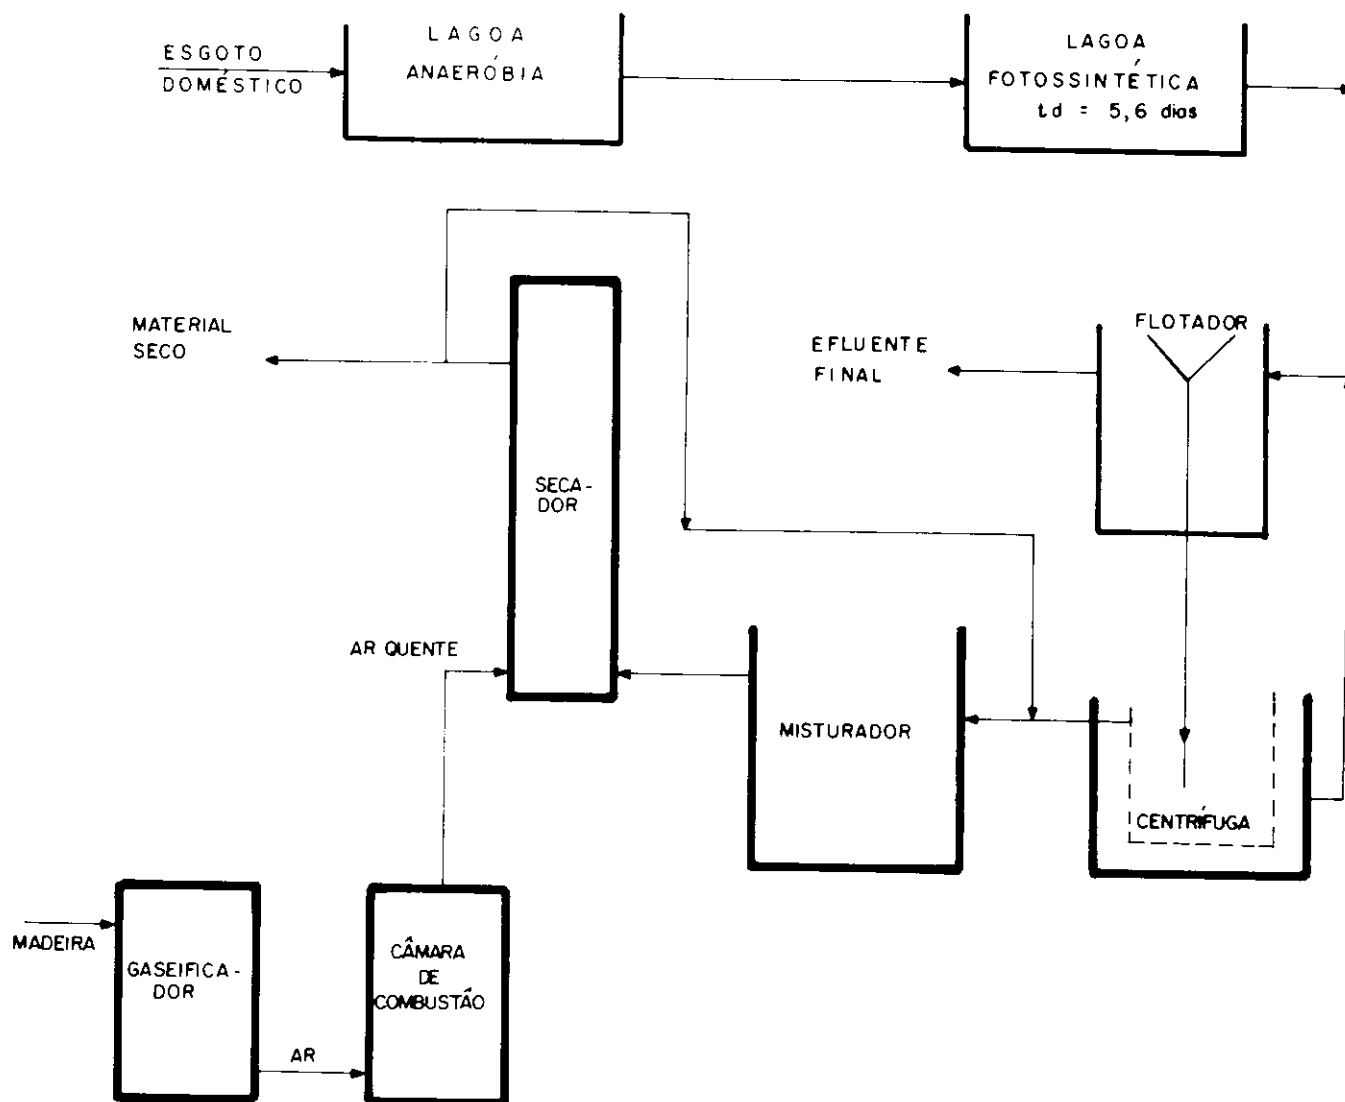 ESGOTO
DOMÉSTICO
LAGOA
ANAERÓBIA
LAGOA
FOTOSSINTÉTICA
td = 5,6 dias
MATERIAL
SECO
SECA-
DOR
EFLUENTE
FINAL
FLOTADOR
AR QUENTE
MISTURADOR
CENTRÍFUGA
MADEIRA
GASEIFICA-
DOR
AR
CÂMARA
DE
COMBUSTÃO